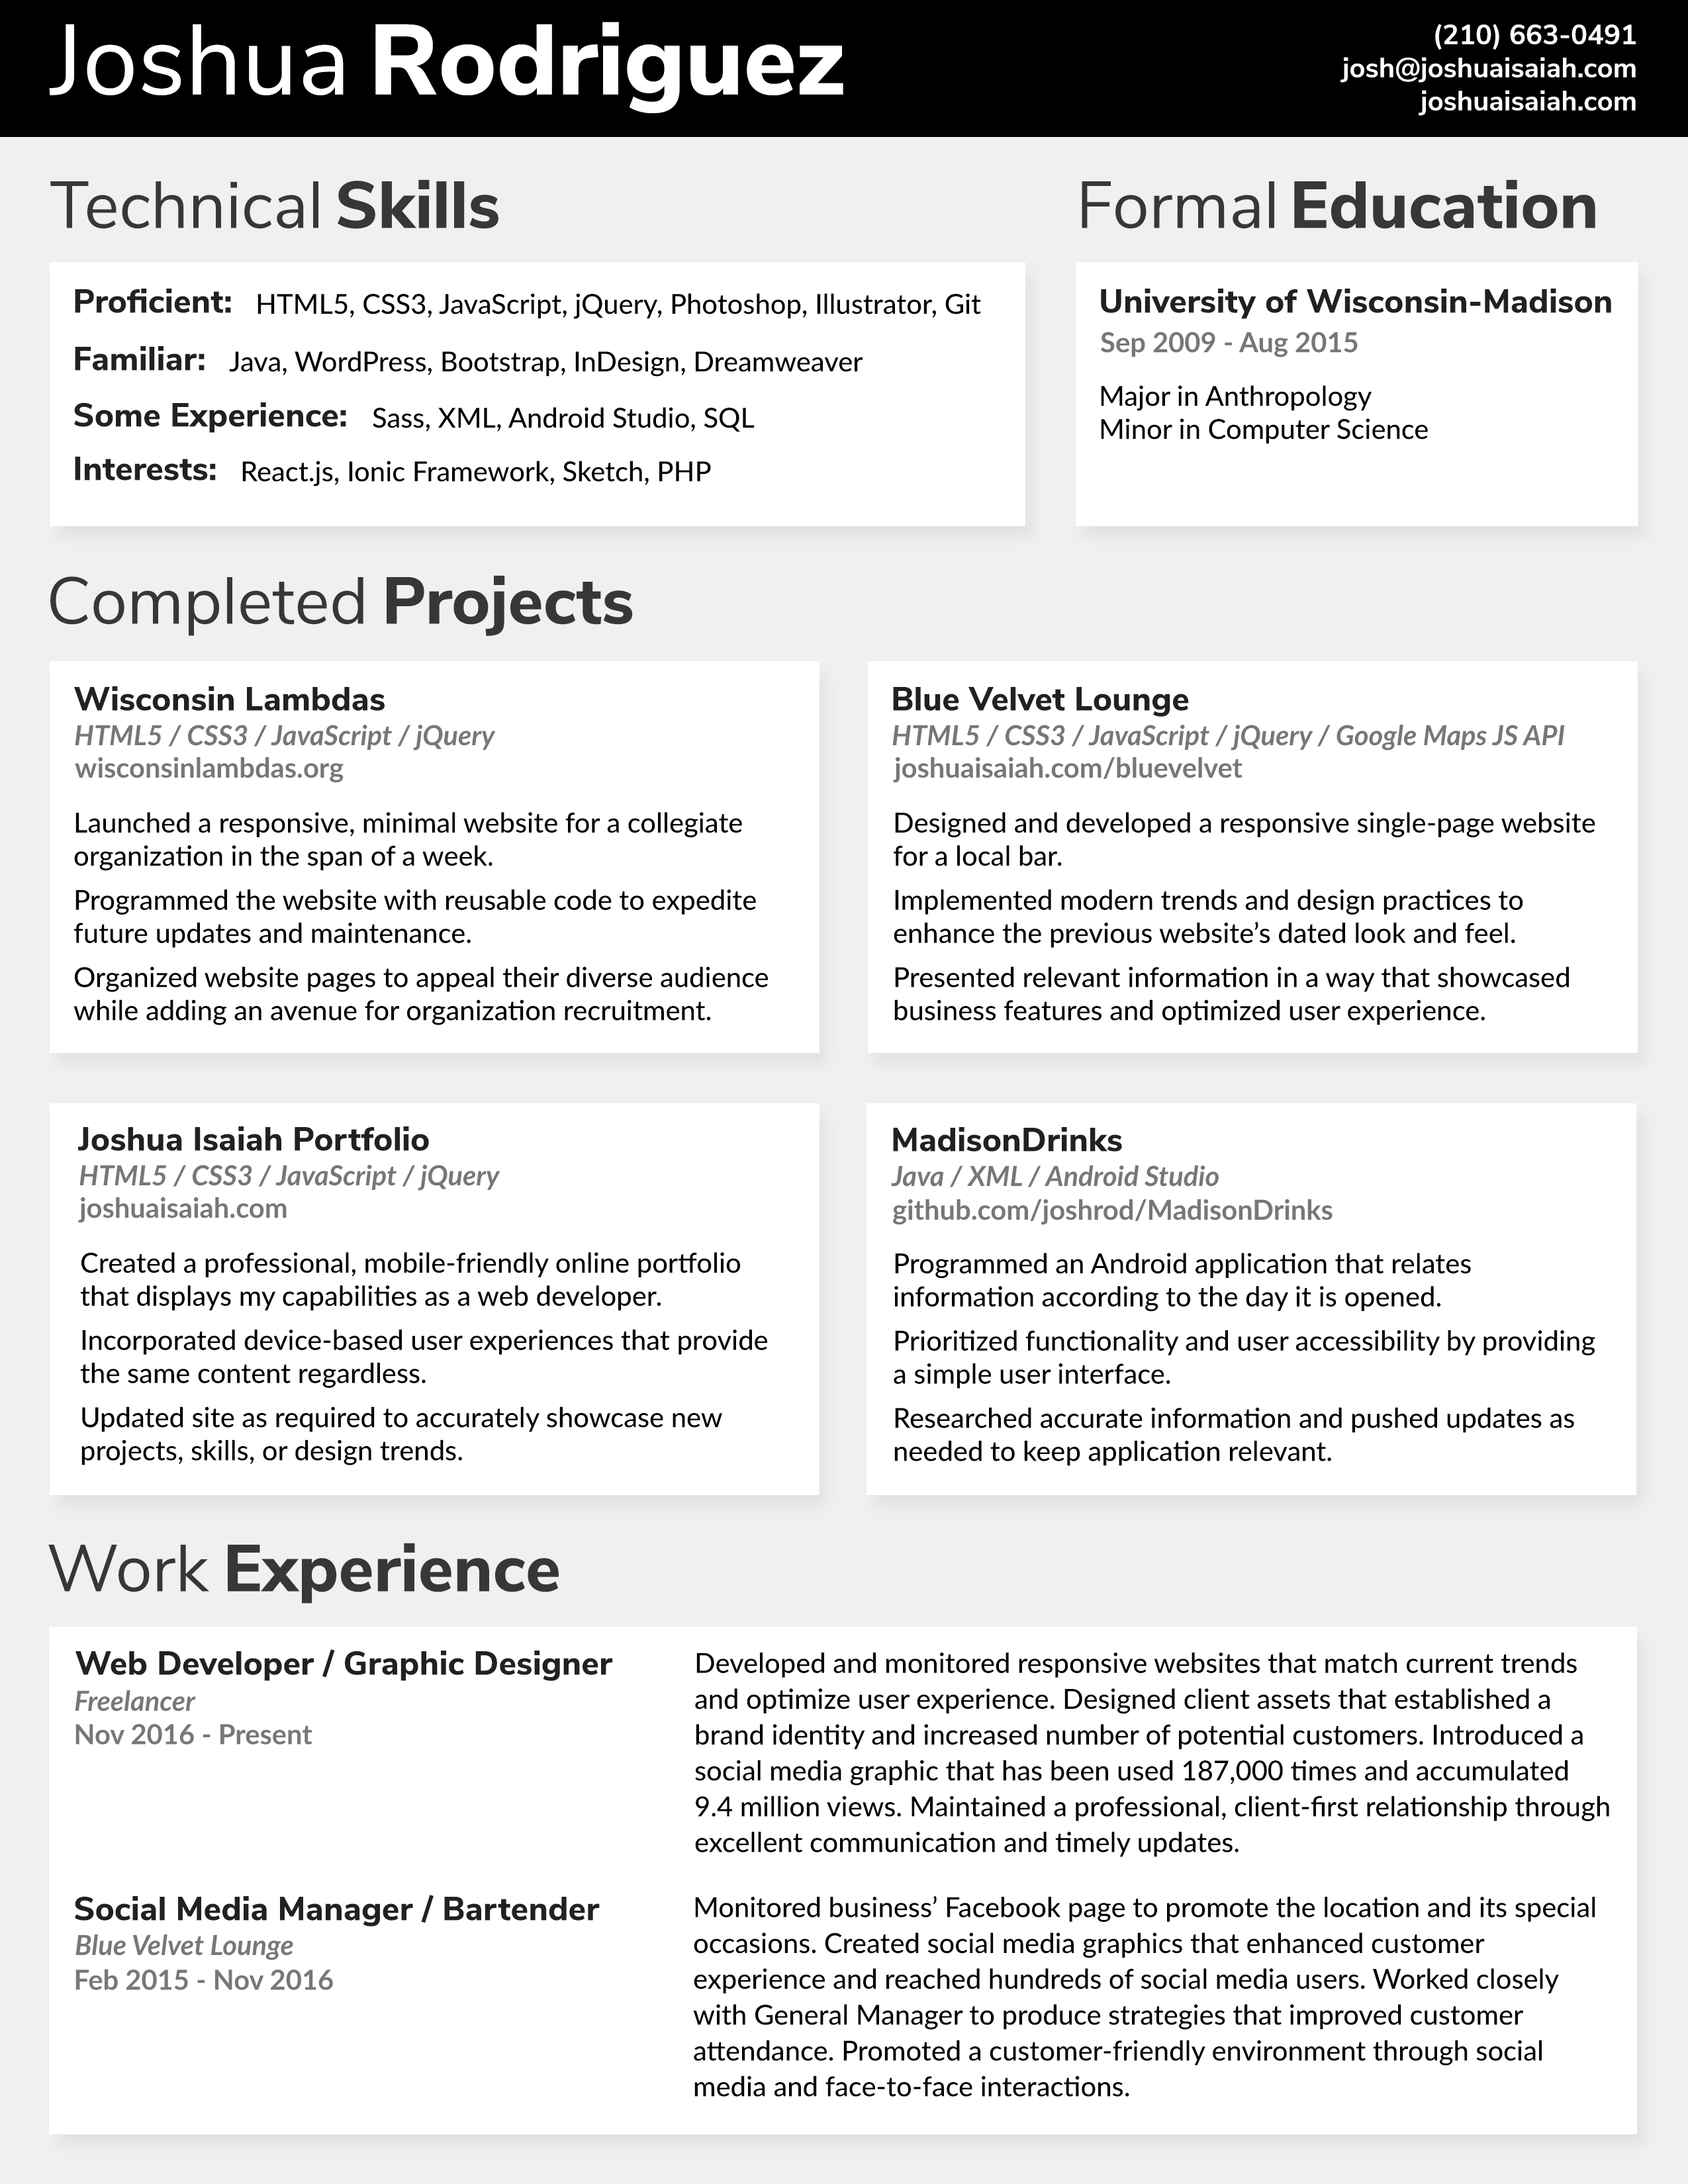 Joshua Rodriguez
(210) 663-0491
josh@joshuaisaiah.com
joshuaisaiah.com
Technical Skills
Proficient: HTML5, CSS3, JavaScript, jQuery, Photoshop, Illustrator, Git
Familiar: Java, WordPress, Bootstrap, InDesign, Dreamweaver
Some Experience: Sass, XML, Android Studio, SQL
Interests: React.js, Ionic Framework, Sketch, PHP
Formal Education
University of Wisconsin-Madison
Sep 2009 - Aug 2015
Major in Anthropology
Minor in Computer Science
Completed Projects
Wisconsin Lambdas
HTML5 / CSS3 / JavaScript / jQuery
wisconsinlambdas.org
Launched a responsive, minimal website for a collegiate
organization in the span of a week.
Programmed the website with reusable code to expedite
future updates and maintenance.
Organized website pages to appeal their diverse audience
while adding an avenue for organization recruitment.
Blue Velvet Lounge
HTML5 / CSS3 / JavaScript / jQuery / Google Maps JS API
joshuaisaiah.com/bluevelvet
Designed and developed a responsive single-page website
for a local bar.
Implemented modern trends and design practices to
enhance the previous website’s dated look and feel.
Presented relevant information in a way that showcased
business features and optimized user experience.
Joshua Isaiah Portfolio
HTML5 / CSS3 / JavaScript / jQuery
joshuaisaiah.com
Created a professional, mobile-friendly online portfolio
that displays my capabilities as a web developer.
Incorporated device-based user experiences that provide
the same content regardless.
Updated site as required to accurately showcase new
projects, skills, or design trends.
MadisonDrinks
Java / XML / Android Studio
github.com/joshrod/MadisonDrinks
Programmed an Android application that relates
information according to the day it is opened.
Prioritized functionality and user accessibility by providing
a simple user interface.
Researched accurate information and pushed updates as
needed to keep application relevant.
Work Experience
Web Developer / Graphic Designer
Freelancer
Nov 2016 - Present
Developed and monitored responsive websites that match current trends
and optimize user experience. Designed client assets that established a
brand identity and increased number of potential customers. Introduced a
social media graphic that has been used 187,000 times and accumulated
9.4 million views. Maintained a professional, client-first relationship through
excellent communication and timely updates.
Social Media Manager / Bartender
Blue Velvet Lounge
Feb 2015 - Nov 2016
Monitored business’ Facebook page to promote the location and its special
occasions. Created social media graphics that enhanced customer
experience and reached hundreds of social media users. Worked closely
with General Manager to produce strategies that improved customer
attendance. Promoted a customer-friendly environment through social
media and face-to-face interactions.